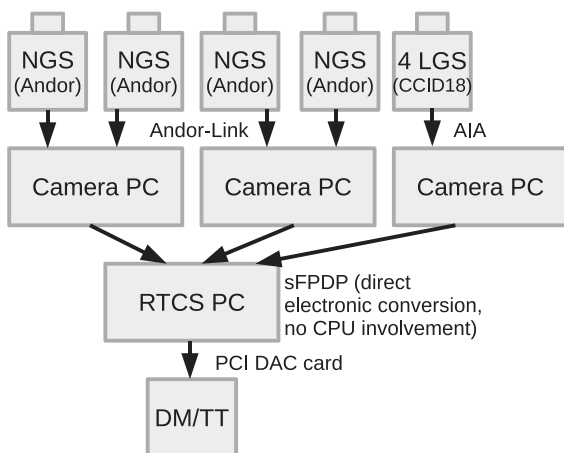 NGS
(Andor)
NGS
(Andor)
NGS
(Andor)
NGS
(Andor)
4 LGS
(CCID18)
Andor-Link
AIA
Camera PC
Camera PC
Camera PC
RTCS PC
sFPDP (direct
electronic conversion,
no CPU involvement)
PCI DAC card
DM/TT